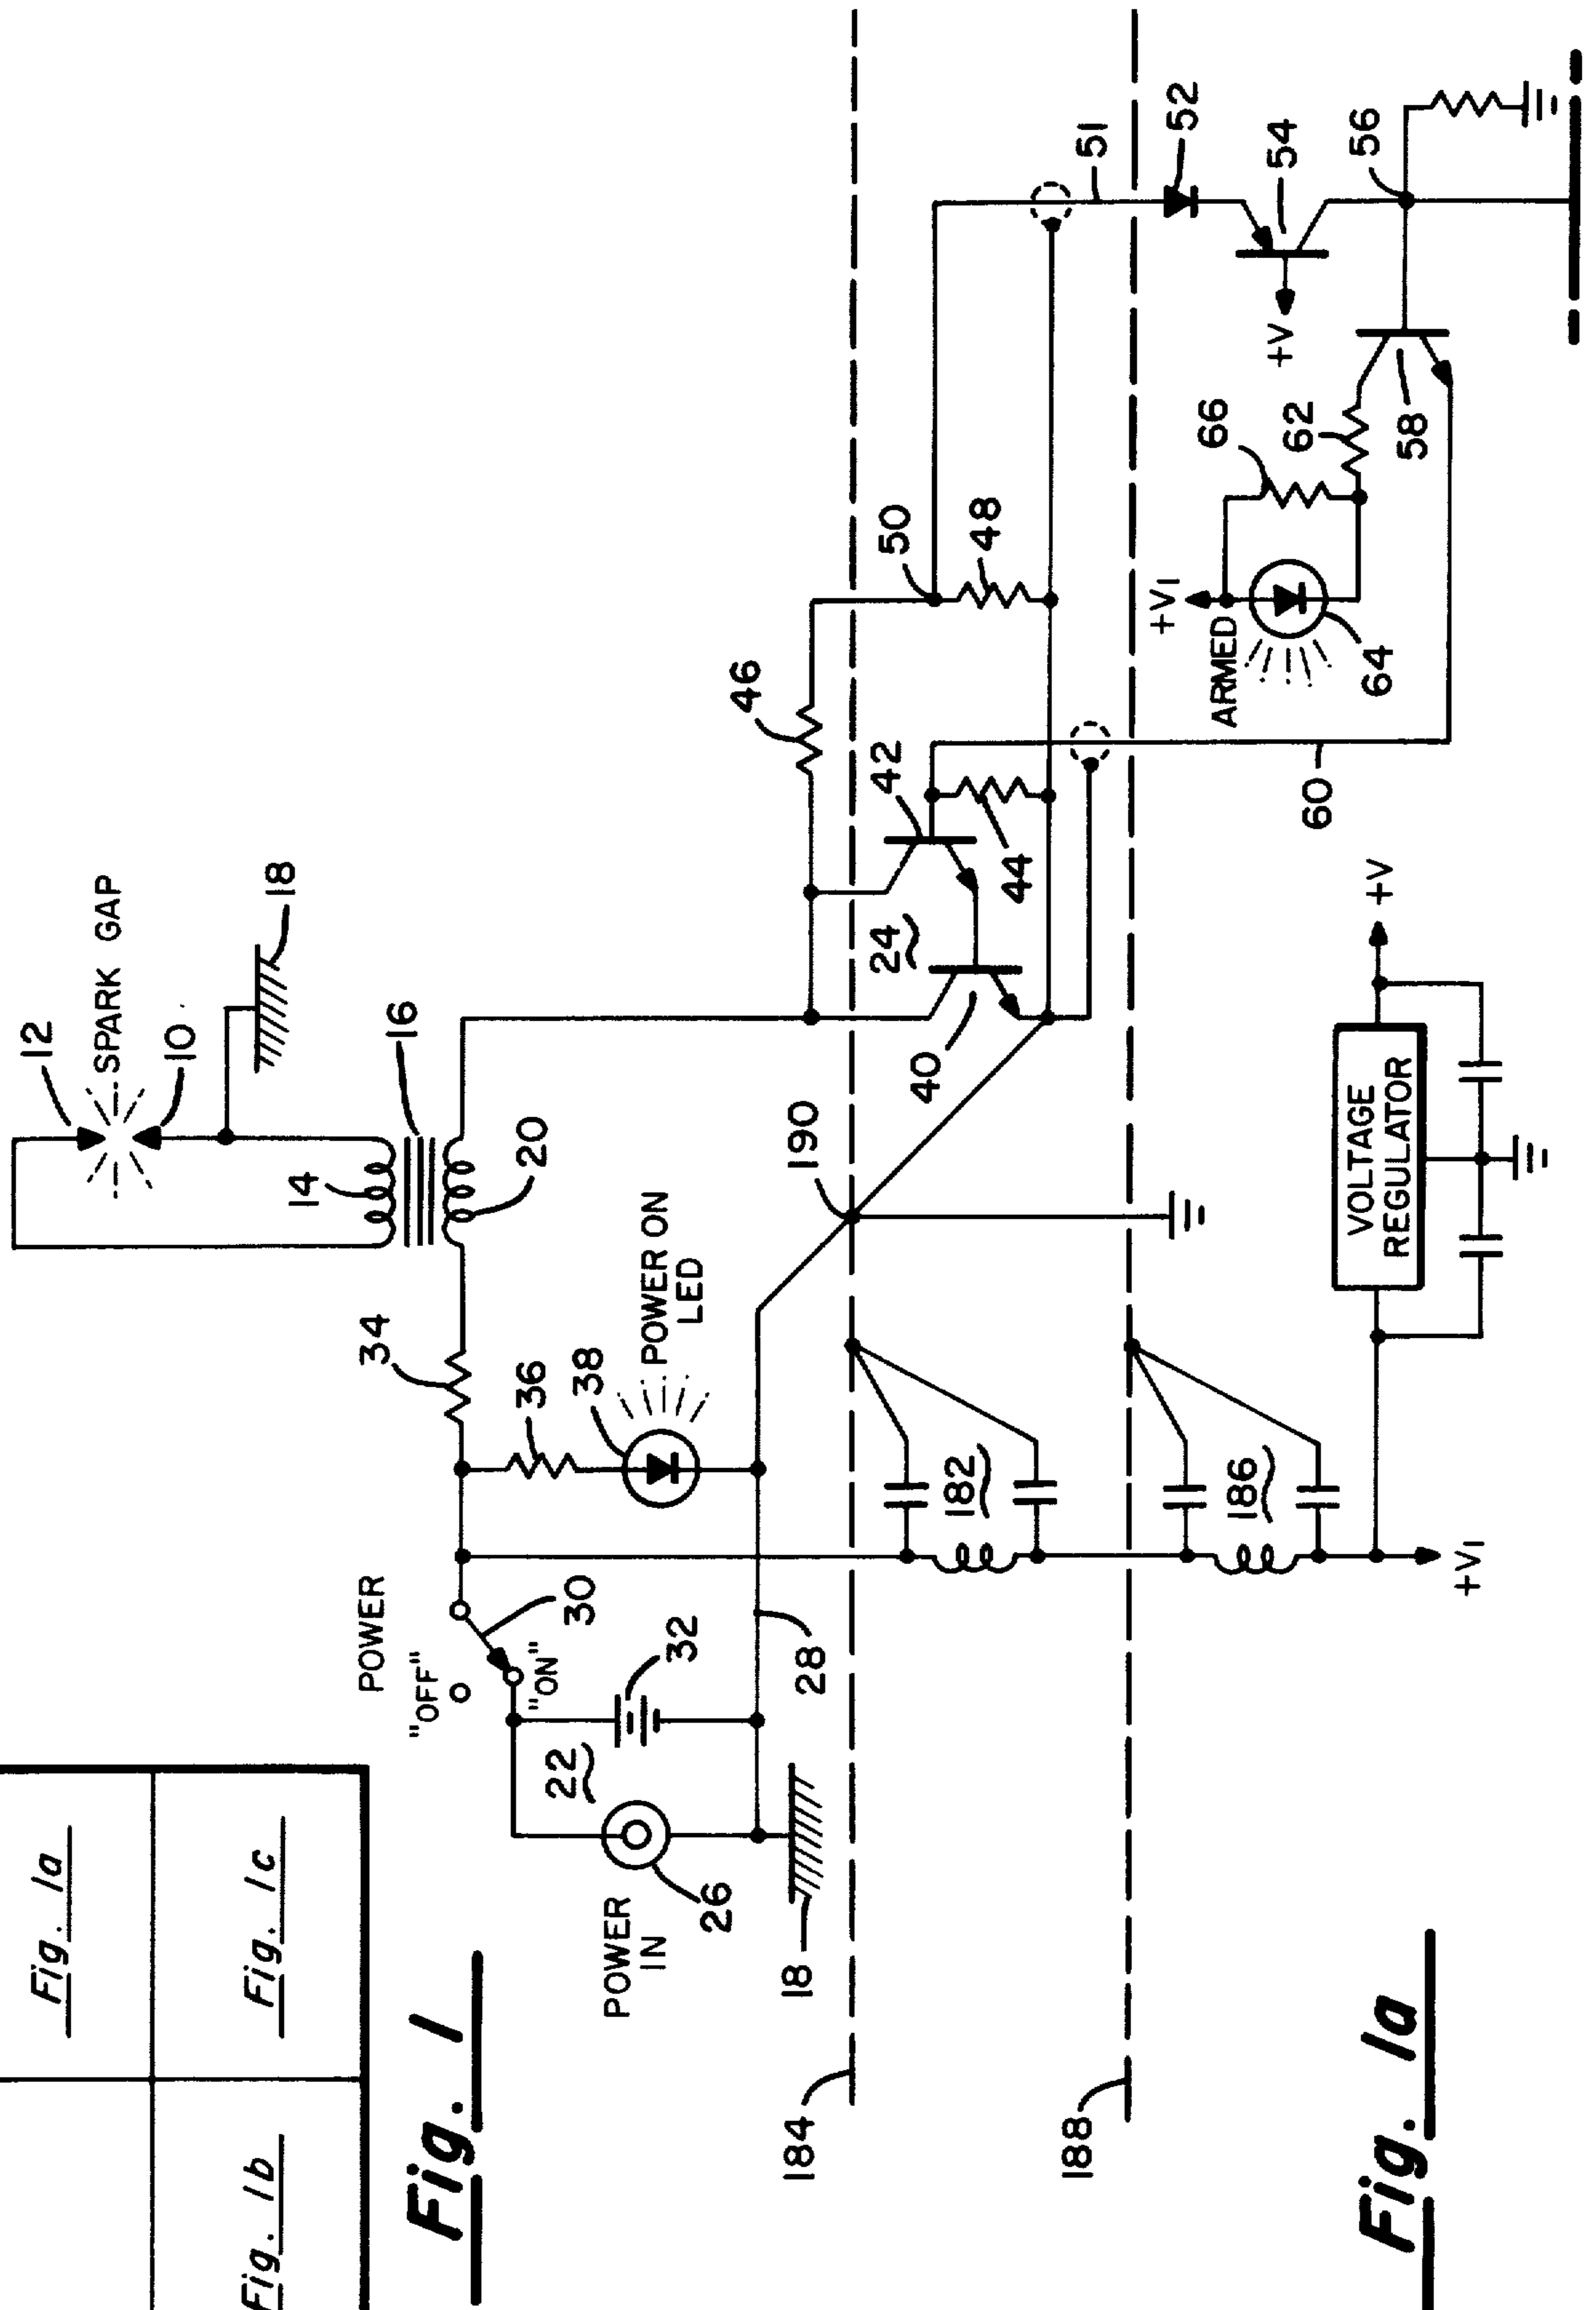 Fig. 1a
Fig. 1b
Fig. 1c
Fig. 1
12
SPARK GAP
10
18
14
16
20
34
36
38
POWER ON
LED
POWER
"OFF"
"ON"
30
32
22
26
POWER
IN
28
18
46
42
24
44
40
190
50
48
51
52
54
+V
56
58
62
66
+V1
ARMED
64
60
184
182
188
186
+V1
VOLTAGE
REGULATOR
+V
Fig. 1a